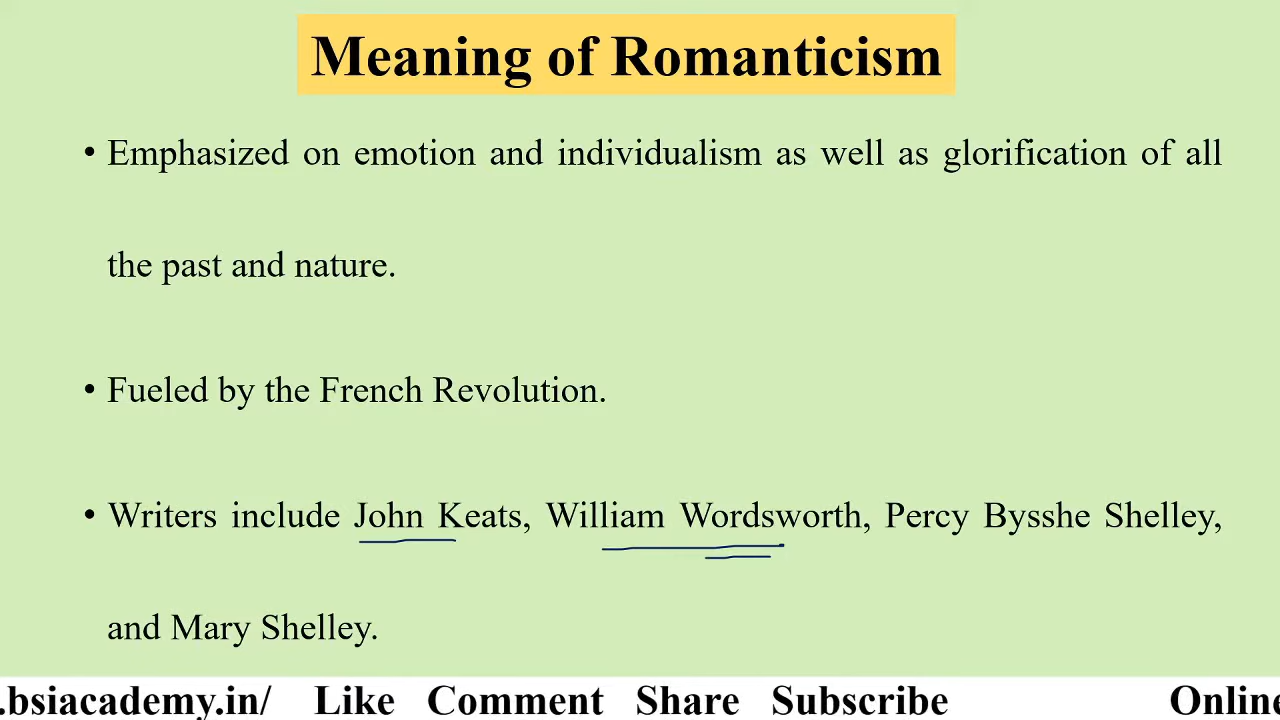 Meaning of Romanticism
• Emphasized on emotion and individualism as well as glorification of all
the past and nature.
• Fueled by the French Revolution.
• Writers include John Keats, William Wordsworth, Percy Bysshe Shelley,
and Mary Shelley.
.bsiacademy.in/ Like Comment Share Subscribe Online